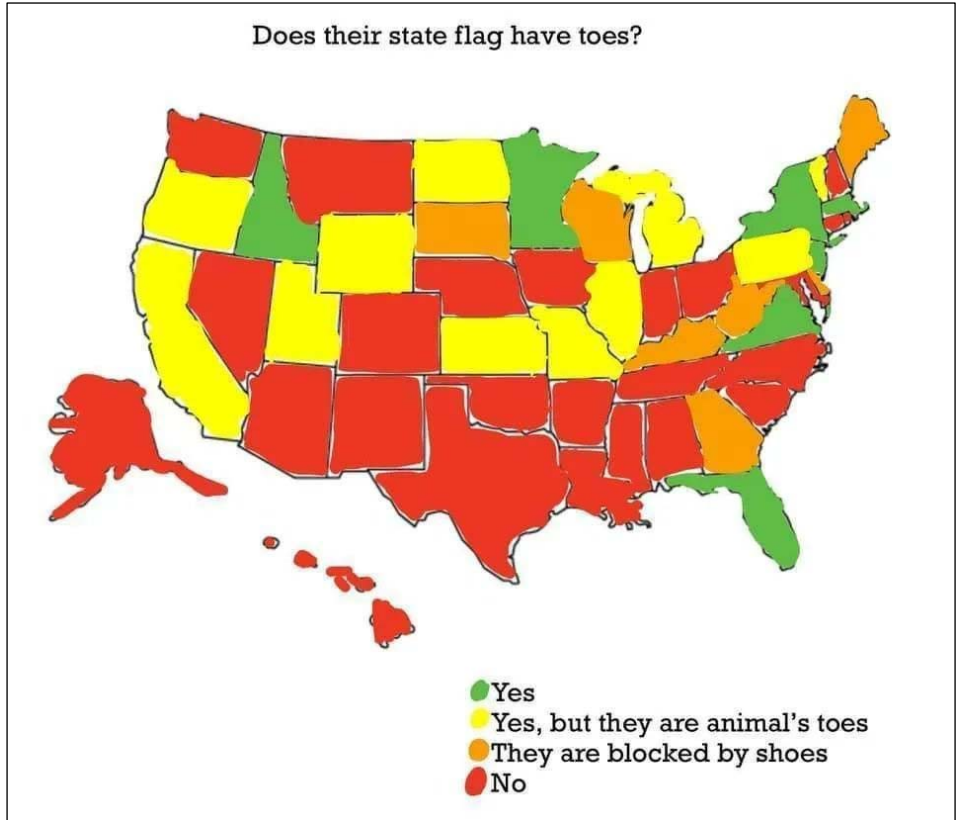 Does their state flag have toes?
Yes
Yes, but they are animal's toes
They are blocked by shoes
No